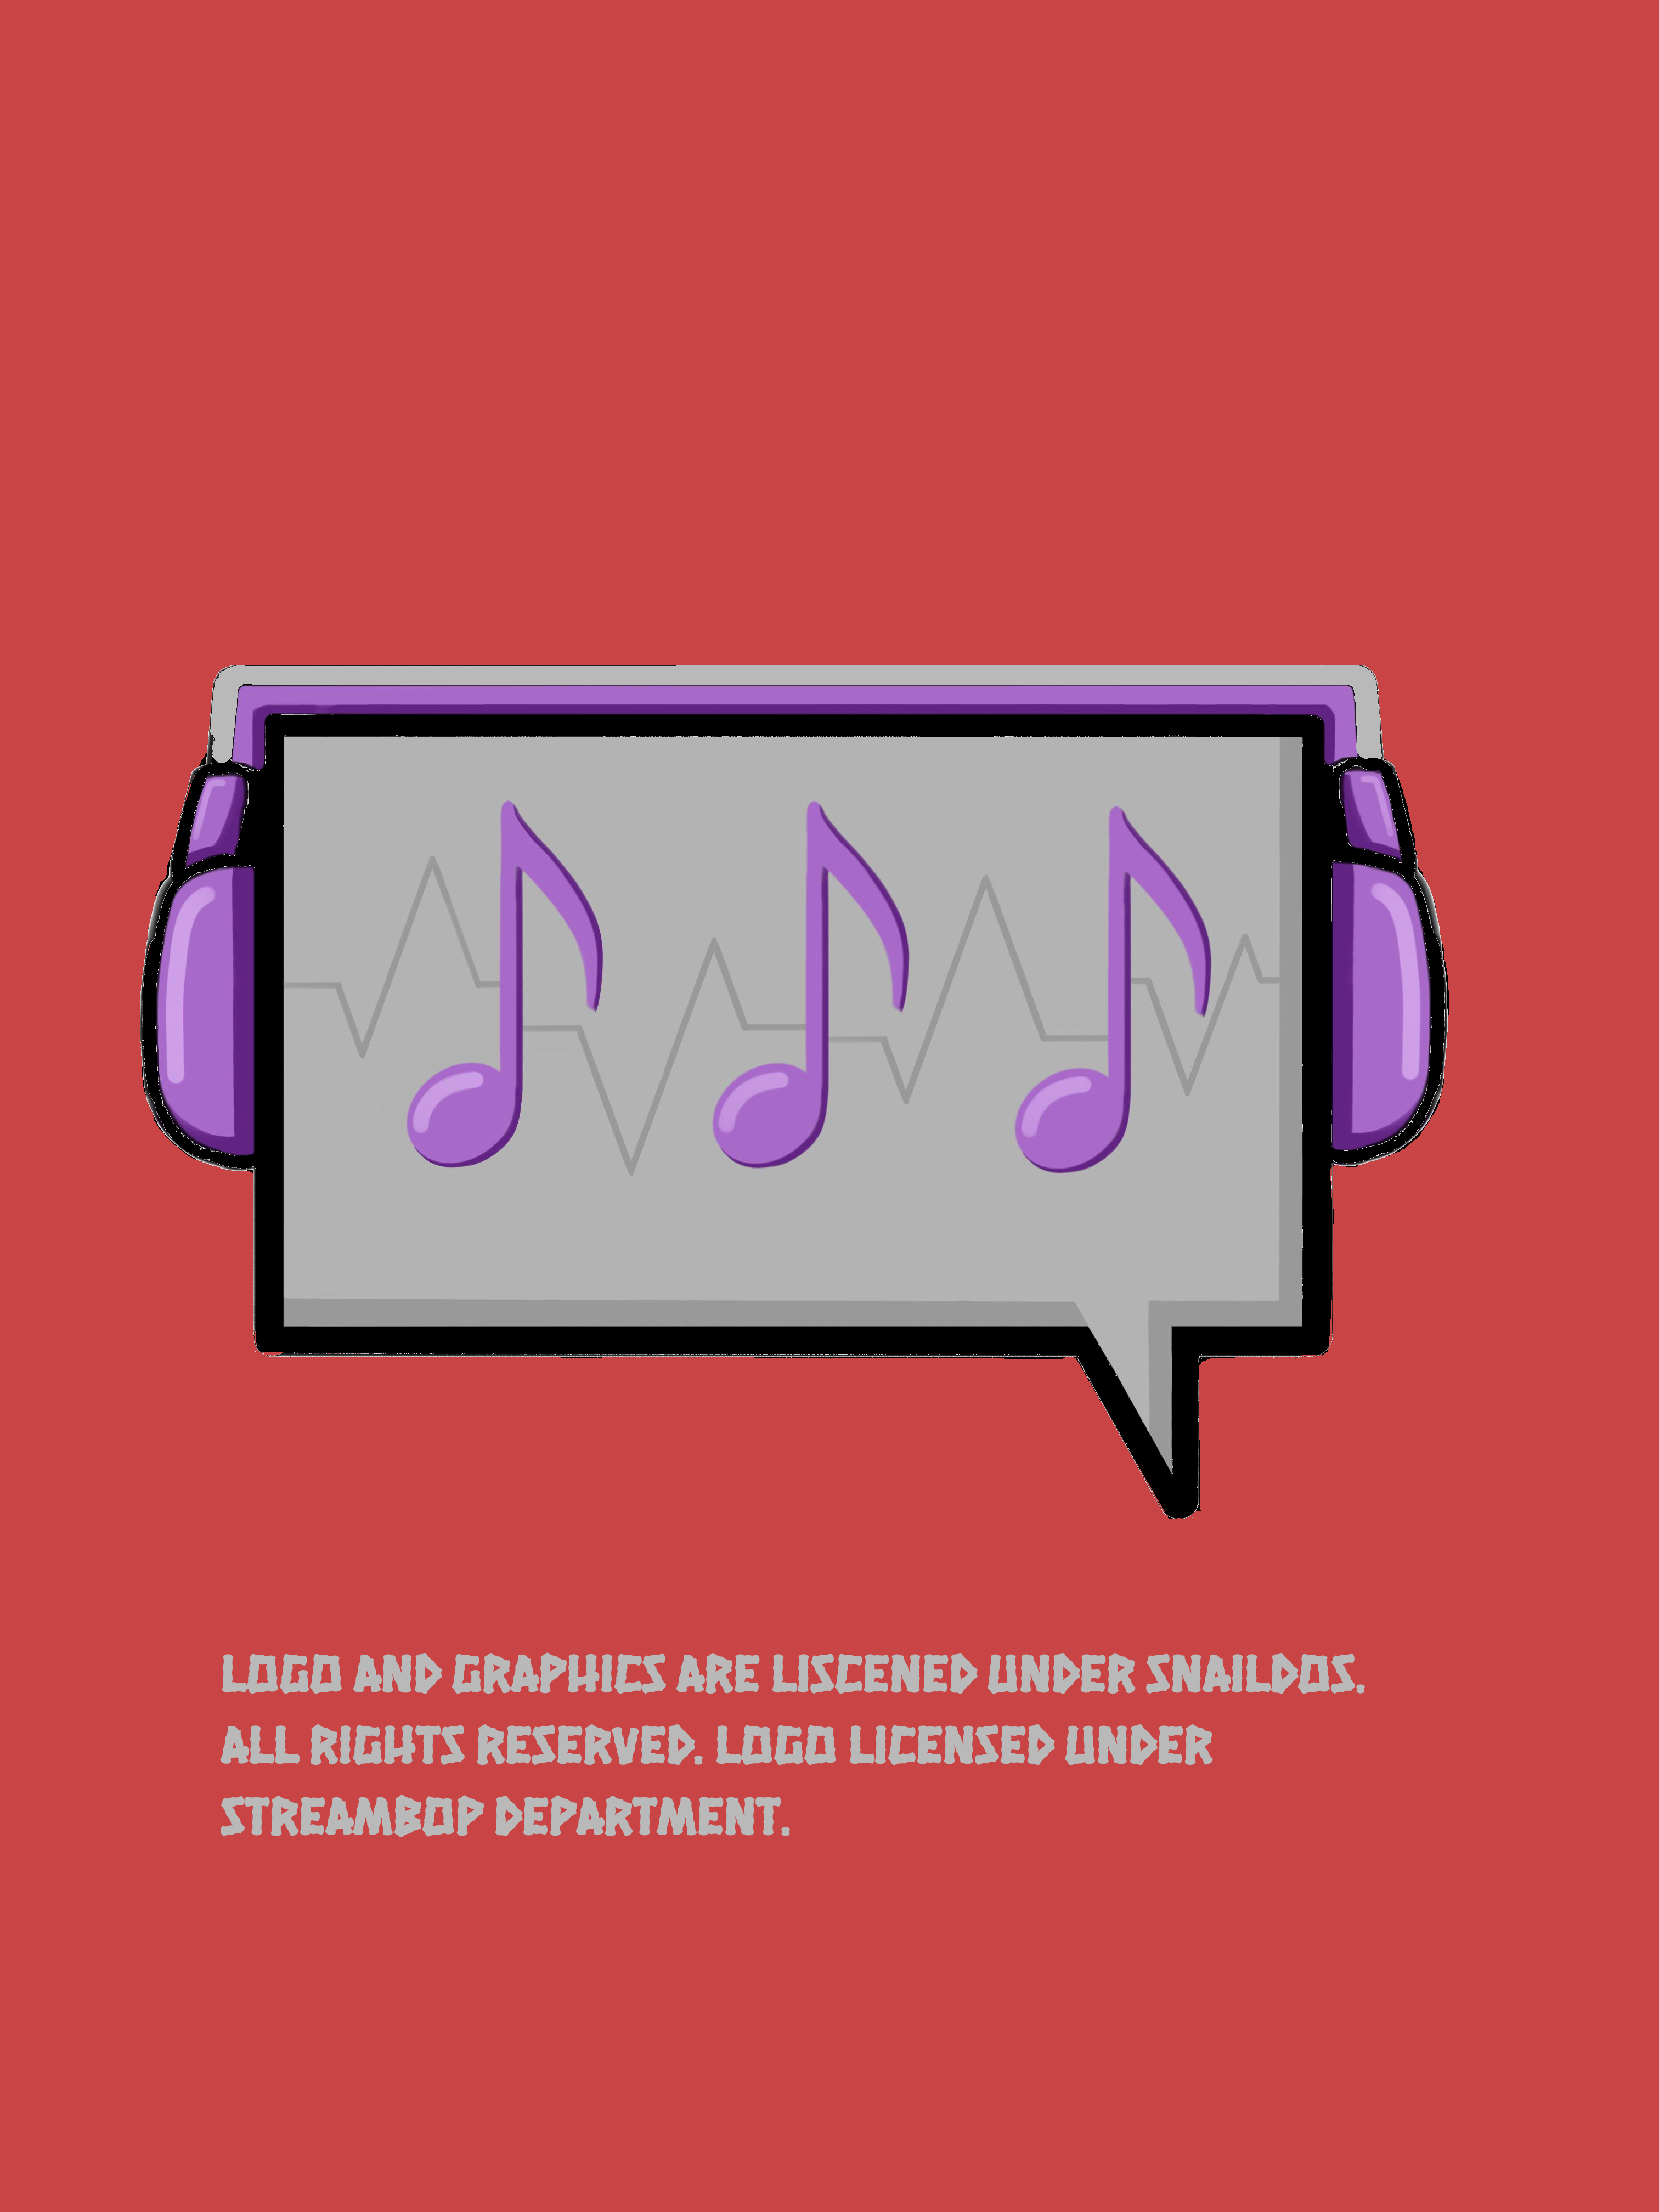 LOGO AND GRAPHICS ARE LISCENED UNDER SNAILDOS.
ALL RIGHTS RESERVED. LOGO LICENSED UNDER
STREAMBOP DEPARTMENT.